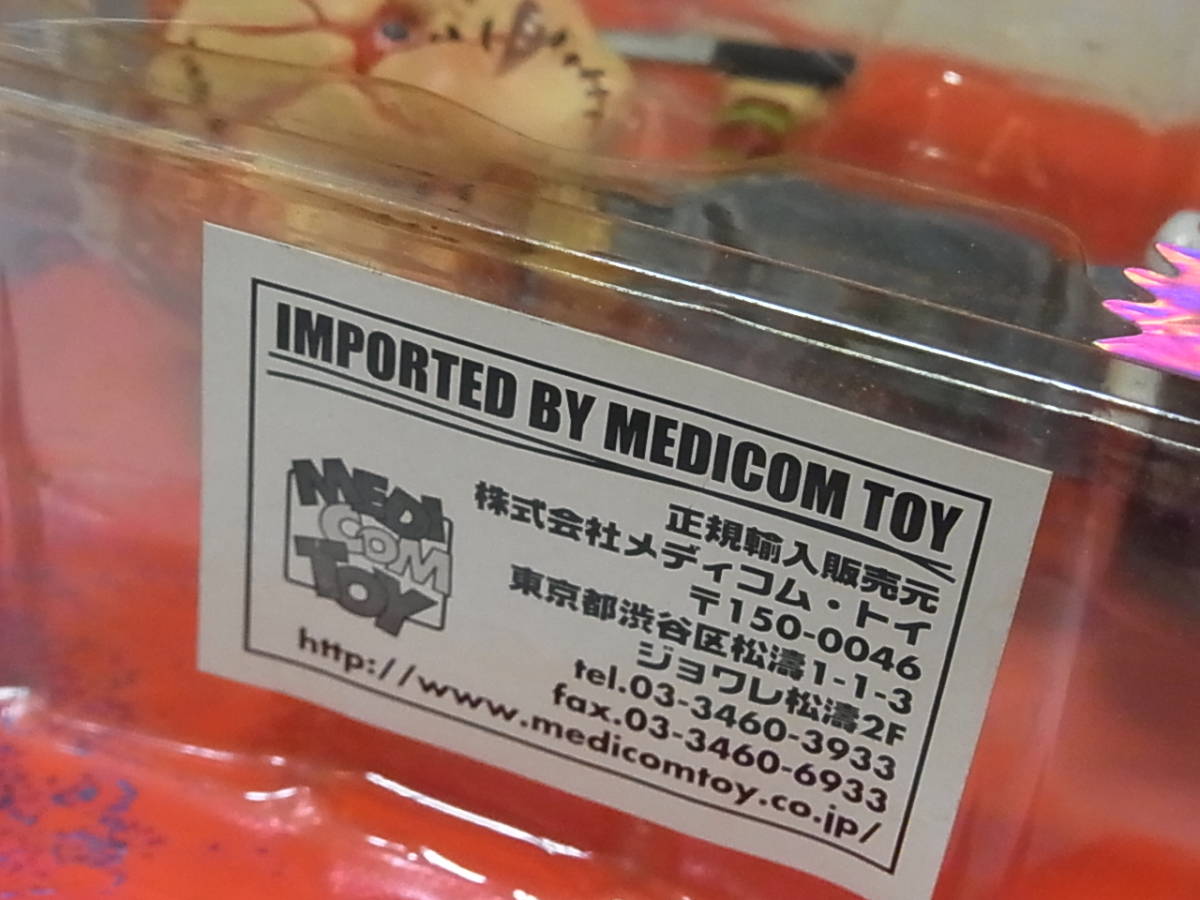 IMPORTED BY MEDICOM TOY
MEDI
COM
TOY
正規輸入販売元
株式会社メディコム・トイ
〒150-0046
東京都渋谷区松濤1-1-3
ジョワレ松濤2F
tel.03-3460-3933
fax.03-3460-6933
http://www.medicomtoy.co.jp/